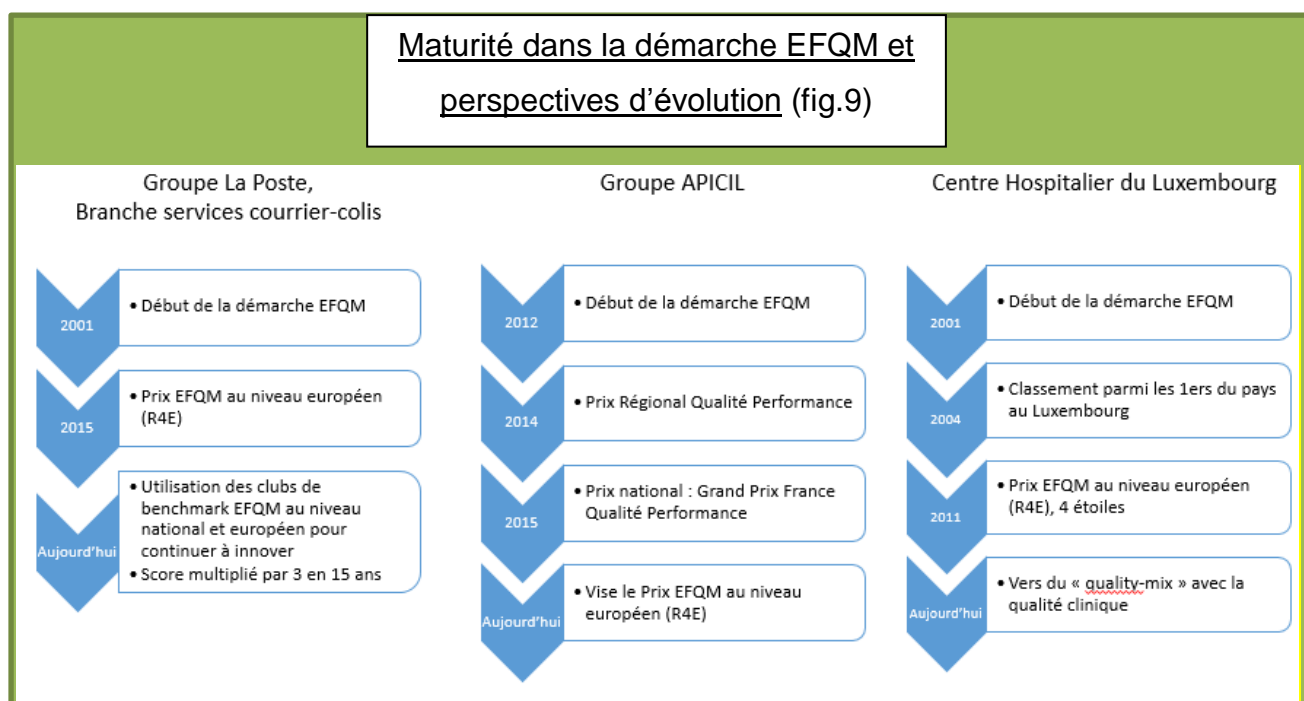 Maturité dans la démarche EFQM et
perspectives d'évolution (fig.9)
Groupe La Poste,
Branche services courrier-colis
2001
• Début de la démarche EFQM
2015
• Prix EFQM au niveau européen
(R4E)
Aujourd'hui
• Utilisation des clubs de
benchmark EFQM au niveau
national et européen pour
continuer à innover
• Score multiplié par 3 en 15 ans
Groupe APICIL
2012
• Début de la démarche EFQM
2014
• Prix Régional Qualité Performance
2015
• Prix national : Grand Prix France
Qualité Performance
Aujourd'hui
• Vise le Prix EFQM au niveau
européen (R4E)
Centre Hospitalier du Luxembourg
2001
• Début de la démarche EFQM
2004
• Classement parmi les 1ers du pays
au Luxembourg
2011
• Prix EFQM au niveau européen
(R4E), 4 étoiles
Aujourd'hui
• Vers du « quality-mix » avec la
qualité clinique